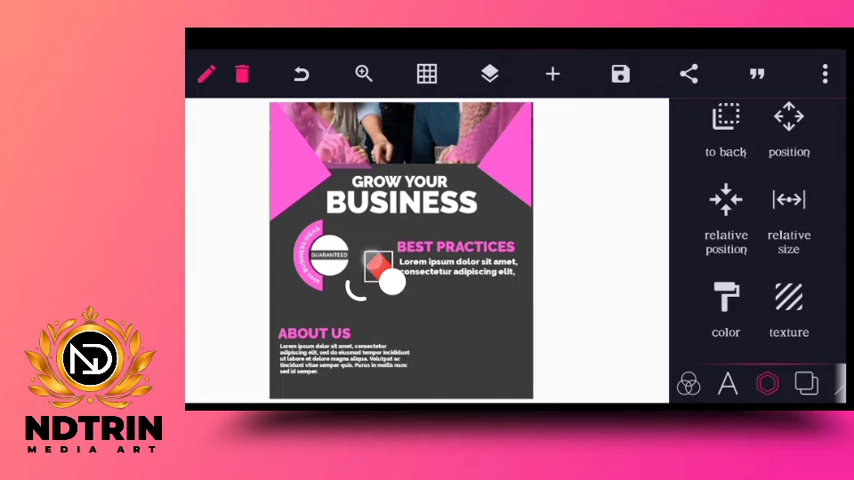 GROW YOUR
BUSINESS
GUARANTEED
BEST PRACTICES
Lorem ipsum dolor sit amet,
consectetur adipiscing elit,
ABOUT US
Lorem ipsum dolor sit amet, consectetur
adipiscing elit, sed do eiusmod tempor incididunt
ut labore et dolore magna aliqua. Volutpat ac
tincidunt vitae semper quis. Purus in mollis nunc
sed id semper.
to back
position
relative
position
relative
size
color
texture
A
ND
NDTRIN
MEDIA ART